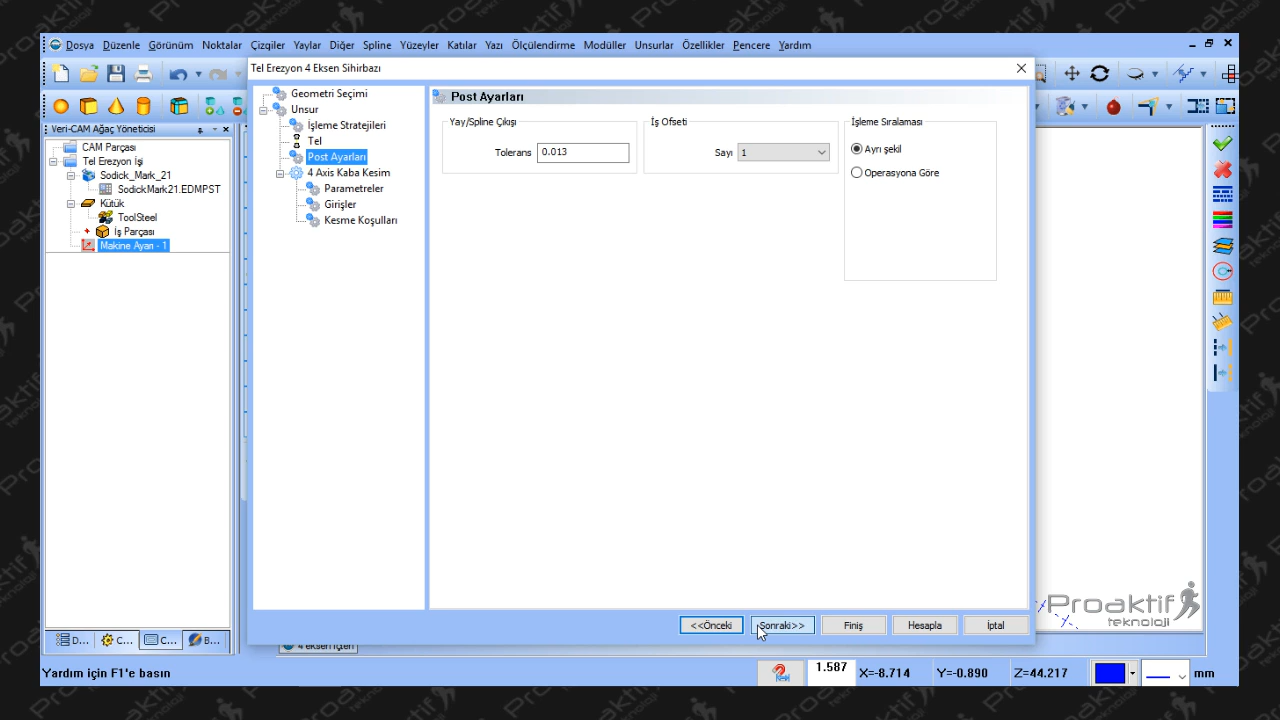 Dosya Düzenle Görünüm Noktalar Çizgiler Yaylar Diğer Spline Yüzeyler Katılar Yazı Ölçülendirme Modüller Unsurlar Özellikler Pencere Yardım
Tel Erezyon 4 Eksen Sihirbazı
Veri-CAM Ağaç Yöneticisi
CAM Parçası
Tel Erezyon İşi
Sodick_Mark_21
SodickMark21.EDMPST
Kütük
ToolSteel
İş Parçası
Makine Ayarı - 1
D...
C...
C...
B...
Geometri Seçimi
Unsur
İşleme Stratejileri
Tel
Post Ayarları
4 Axis Kaba Kesim
Parametreler
Girişler
Kesme Koşulları
Post Ayarları
Yay/Spline Çıkışı
Tolerans 0.013
İş Ofseti
Sayı 1
İşleme Sıralaması
Ayrı şekil
Operasyona Göre
<<Önceki Sonraki>> Finiş Hesapla İptal
4 eksen içten
Proaktif
teknoloji
Yardım için F1'e basın 1.587 X=-8.714 Y=-0.890 Z=44.217 mm